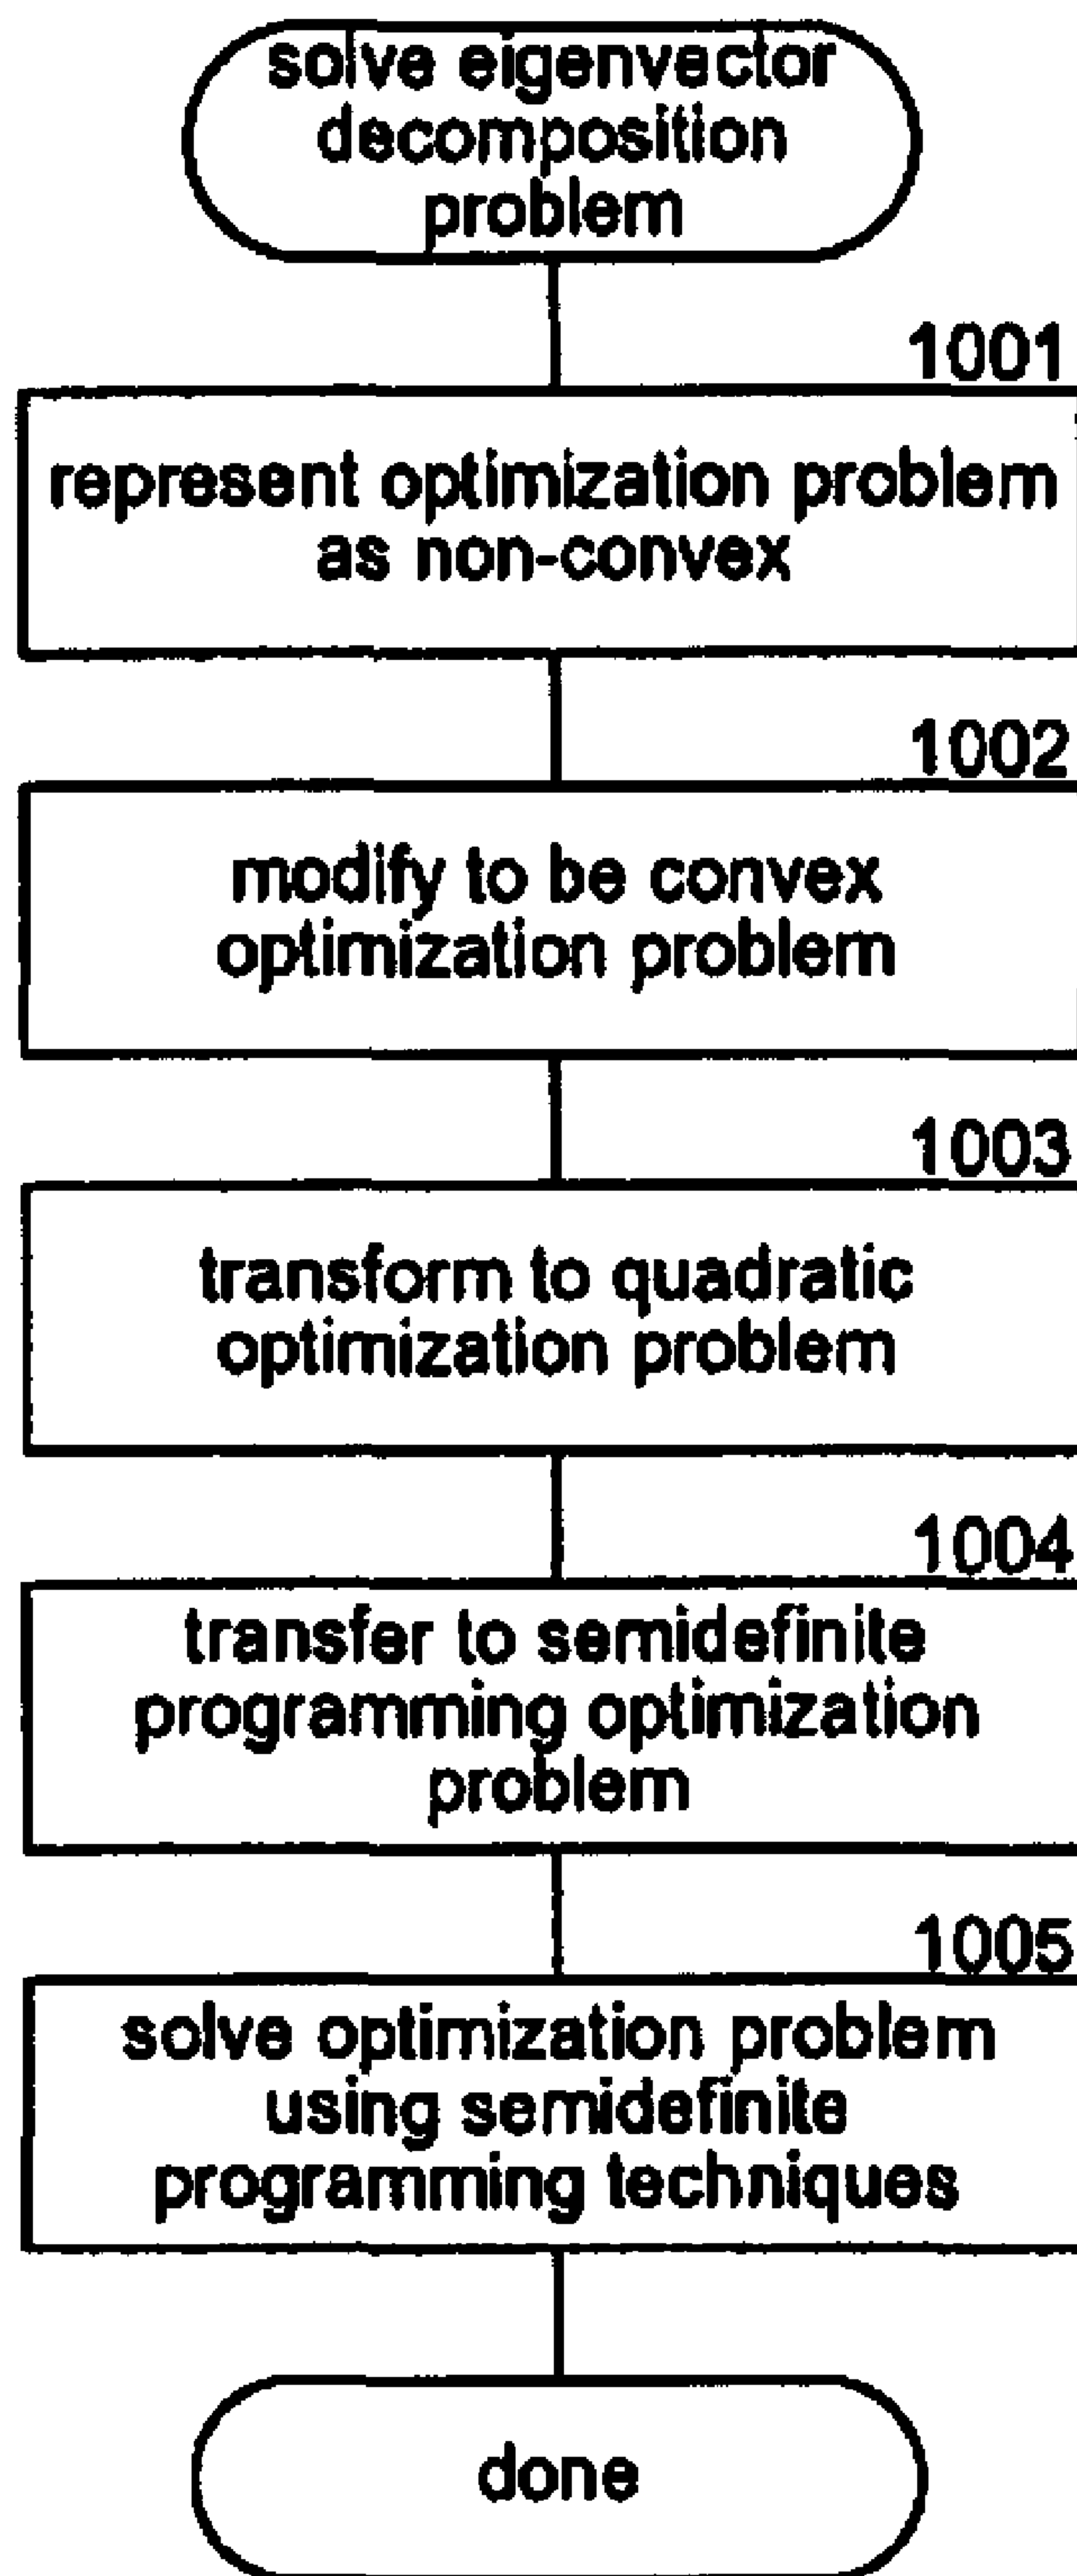 solve eigenvector
decomposition
problem
1001
represent optimization problem
as non-convex
1002
modify to be convex
optimization problem
1003
transform to quadratic
optimization problem
1004
transfer to semidefinite
programming optimization
problem
1005
solve optimization problem
using semidefinite
programming techniques
done